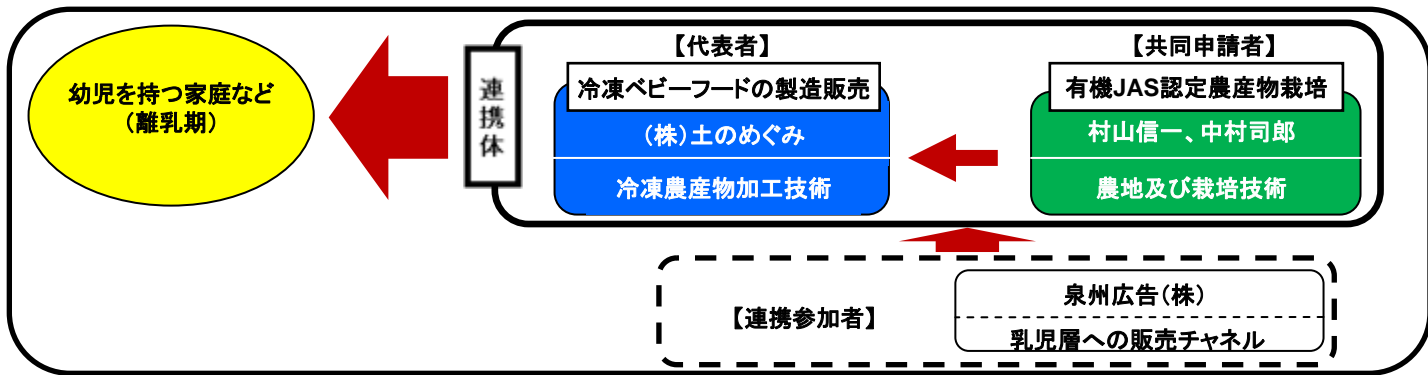 幼児を持つ家庭など
（離乳期）
連携体
【代表者】
冷凍ベビーフードの製造販売
（株）土のめぐみ
冷凍農産物加工技術
【共同申請者】
有機JAS認定農産物栽培
村山信一、中村司郎
農地及び栽培技術
【連携参加者】
泉州広告（株）
乳児層への販売チャネル